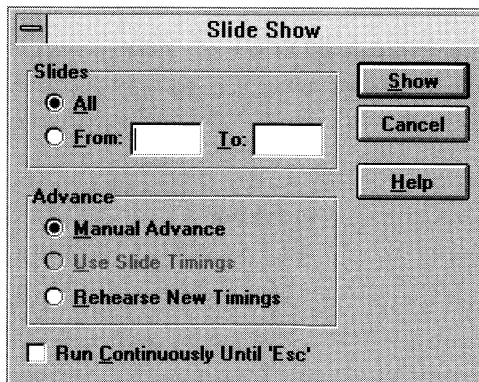 Slide Show
Slides
All
From: To:
Show
Cancel
Help
Advance
Manual Advance
Use Slide Timings
Rehearse New Timings
Run Continuously Until 'Esc'